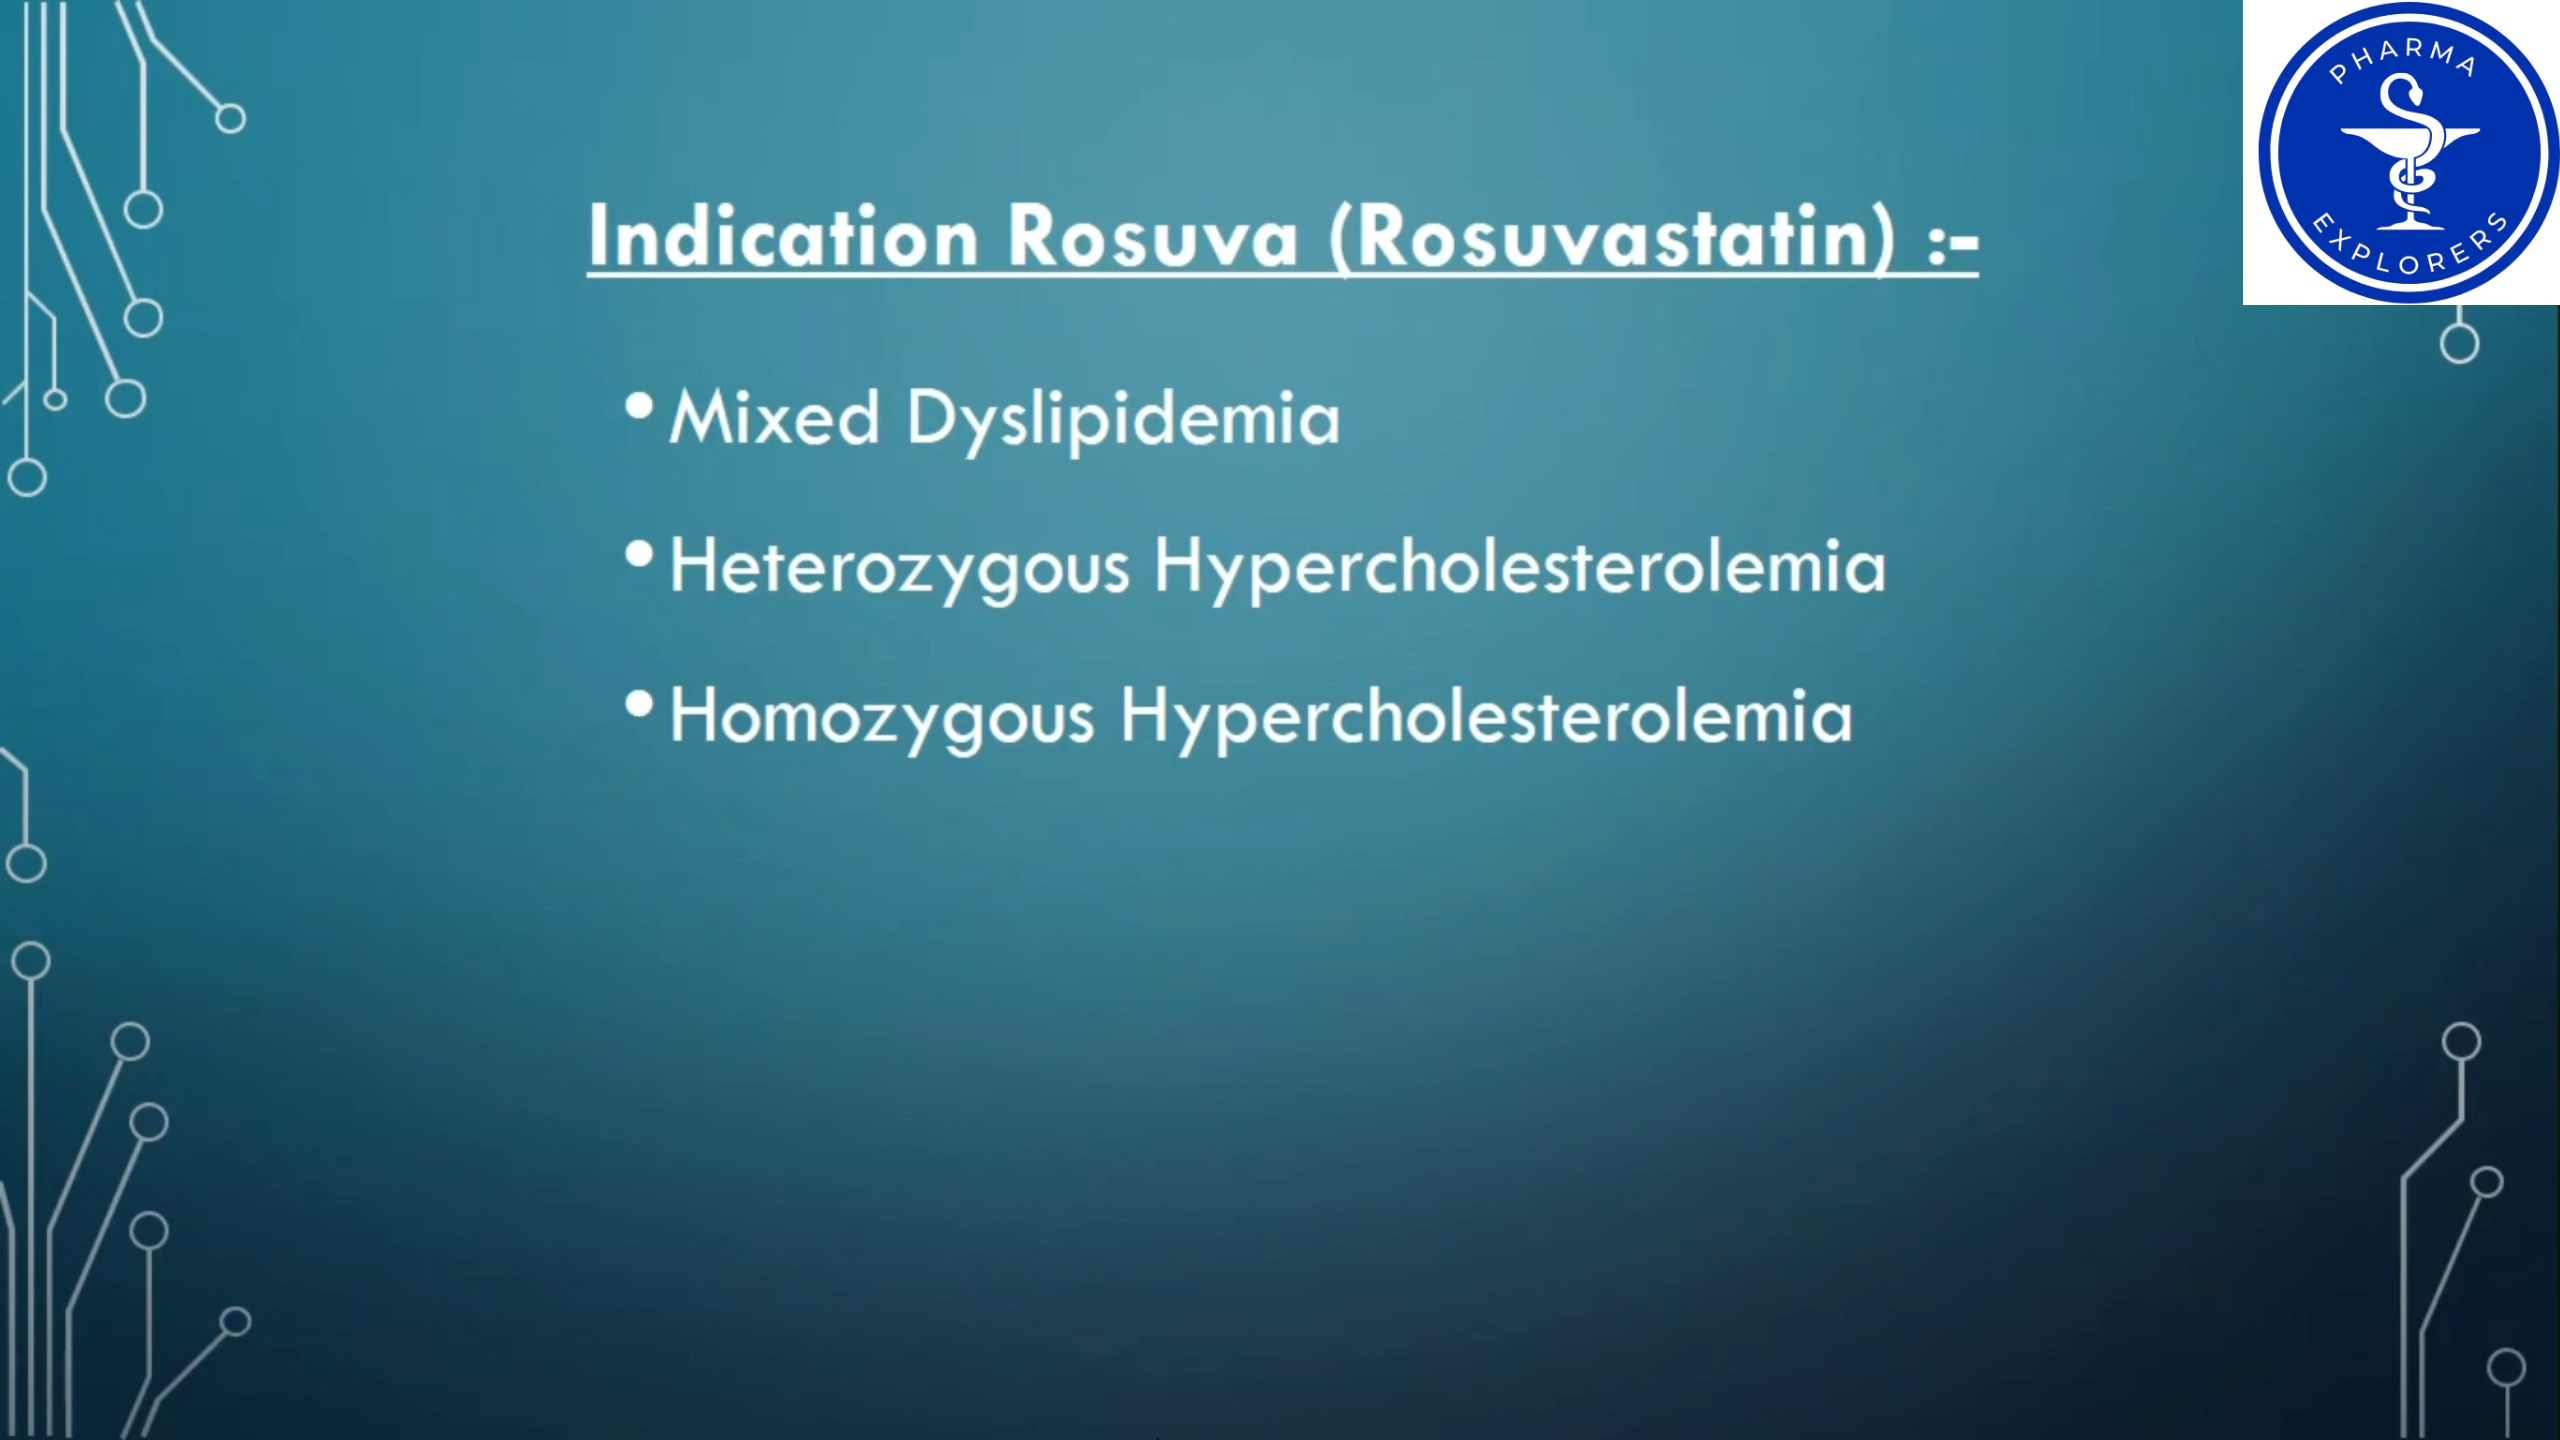 PHARMA
EXPLORERS
Indication Rosuva (Rosuvastatin) :-
• Mixed Dyslipidemia
• Heterozygous Hypercholesterolemia
• Homozygous Hypercholesterolemia